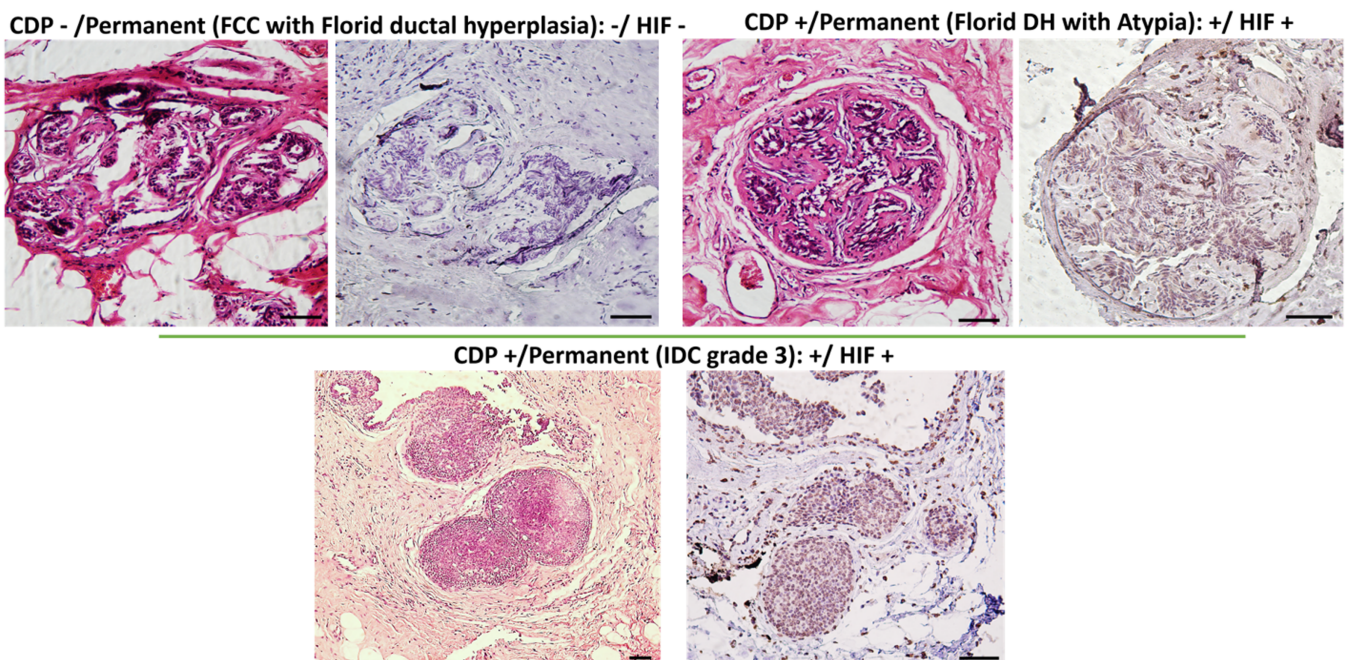 CDP - /Permanent (FCC with Florid ductal hyperplasia): -/ HIF -
CDP +/Permanent (Florid DH with Atypia): +/ HIF +
CDP +/Permanent (IDC grade 3): +/ HIF +